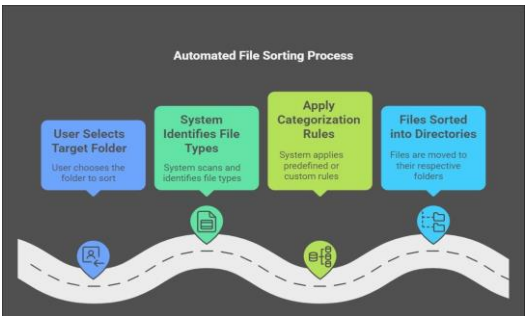 Automated File Sorting Process
User Selects
Target Folder
User chooses the
folder to sort
System
Identifies File
Types
System scans and
identifies file types
Apply
Categorization
Rules
System applies
predefined or
custom rules
Files Sorted
into Directories
Files are moved to
their respective
folders